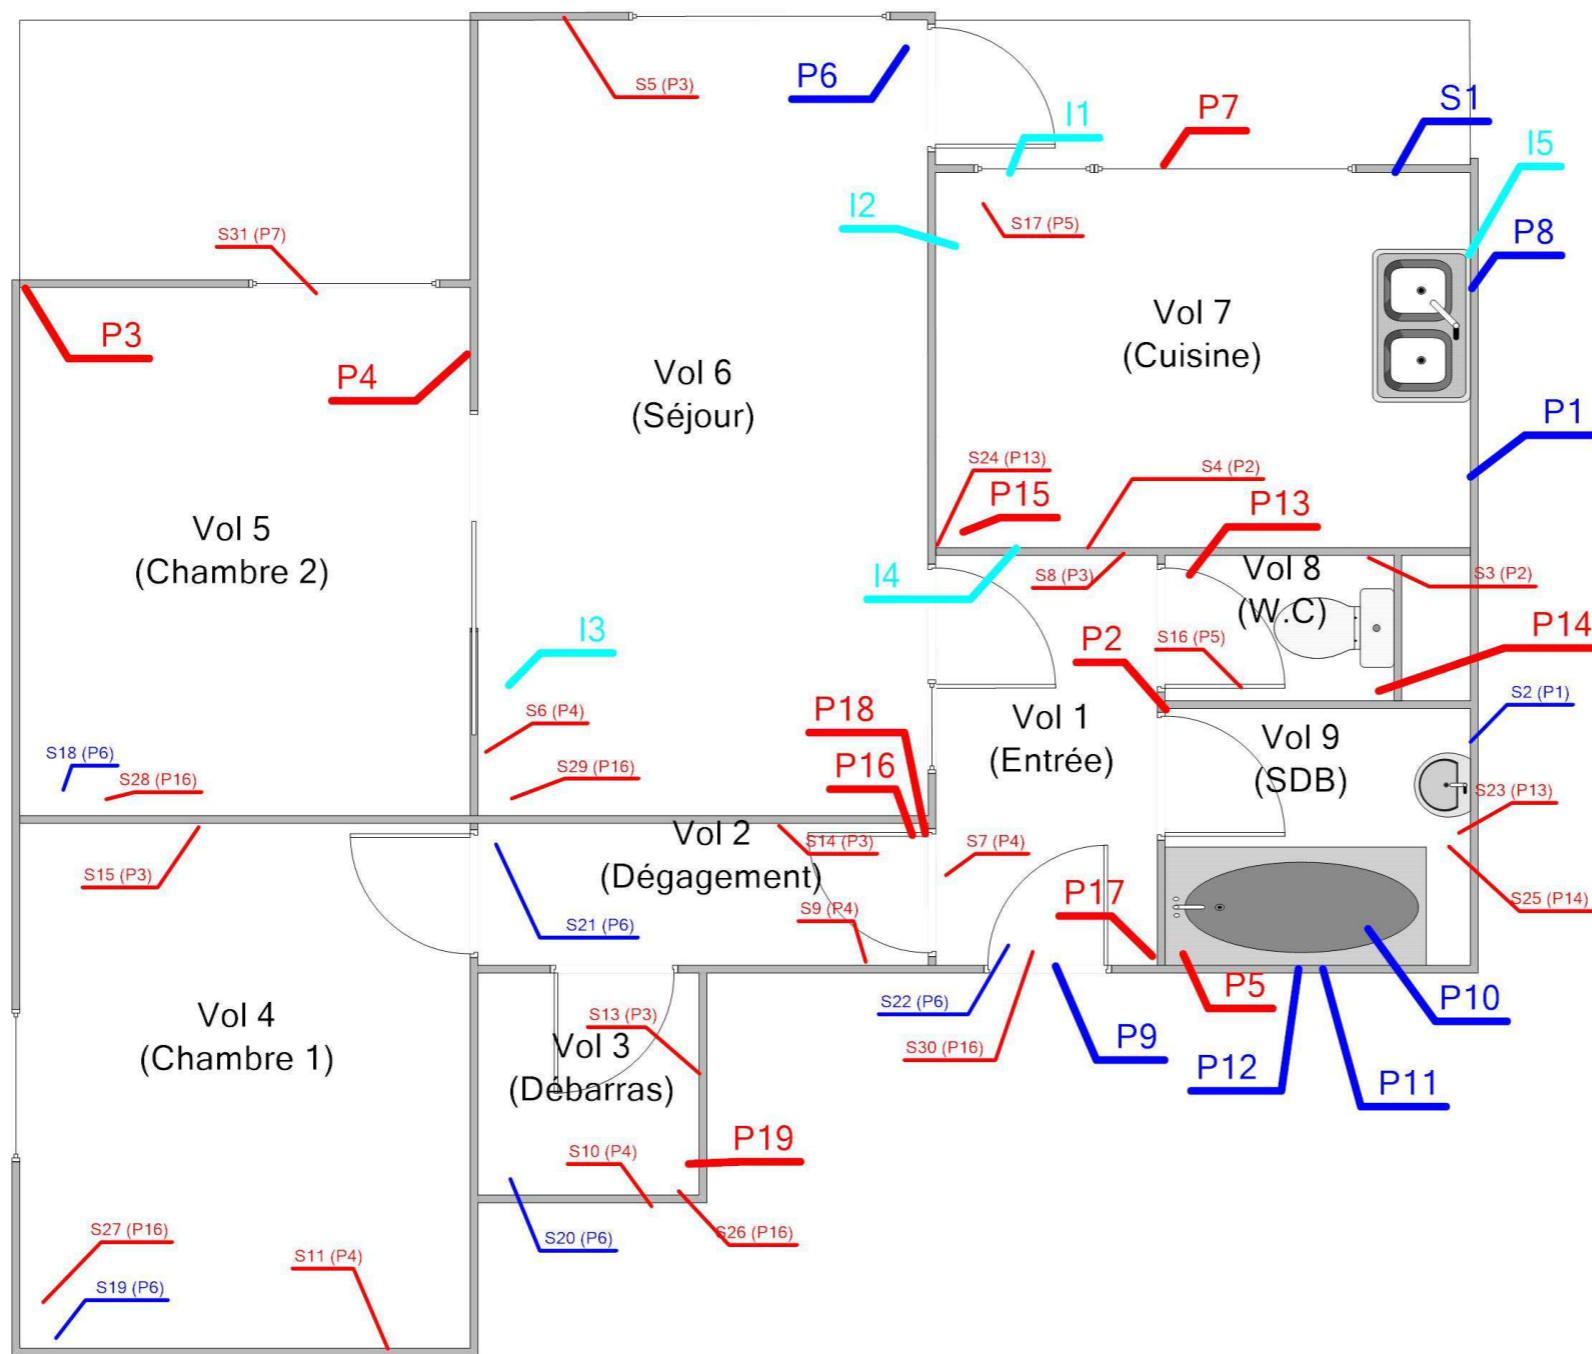 S5 (P3)
P6
I1
P7
S1
I5
I2
S17 (P5)
S31 (P7)
P8
P3
P4
Vol 6
(Séjour)
Vol 7
(Cuisine)
P1
S24 (P13)
S4 (P2)
P15
P13
Vol 5
(Chambre 2)
I4
S8 (P3)
Vol 8
(W.C)
S3 (P2)
P14
I3
P2
S16 (P5)
S6 (P4)
P18
Vol 1
(Entrée)
Vol 9
(SDB)
S2 (P1)
S18 (P6)
S28 (P16)
S29 (P16)
P16
S23 (P13)
S15 (P3)
Vol 2
(Dégagement)
S14 (P3)
S7 (P4)
P17
S25 (P14)
S21 (P6)
S9 (P4)
S22 (P6)
P5
P10
Vol 4
(Chambre 1)
S13 (P3)
Vol 3
(Débarras)
S30 (P16)
P9
P12
P11
P19
S10 (P4)
S27 (P16)
S11 (P4)
S20 (P6)
S26 (P16)
S19 (P6)